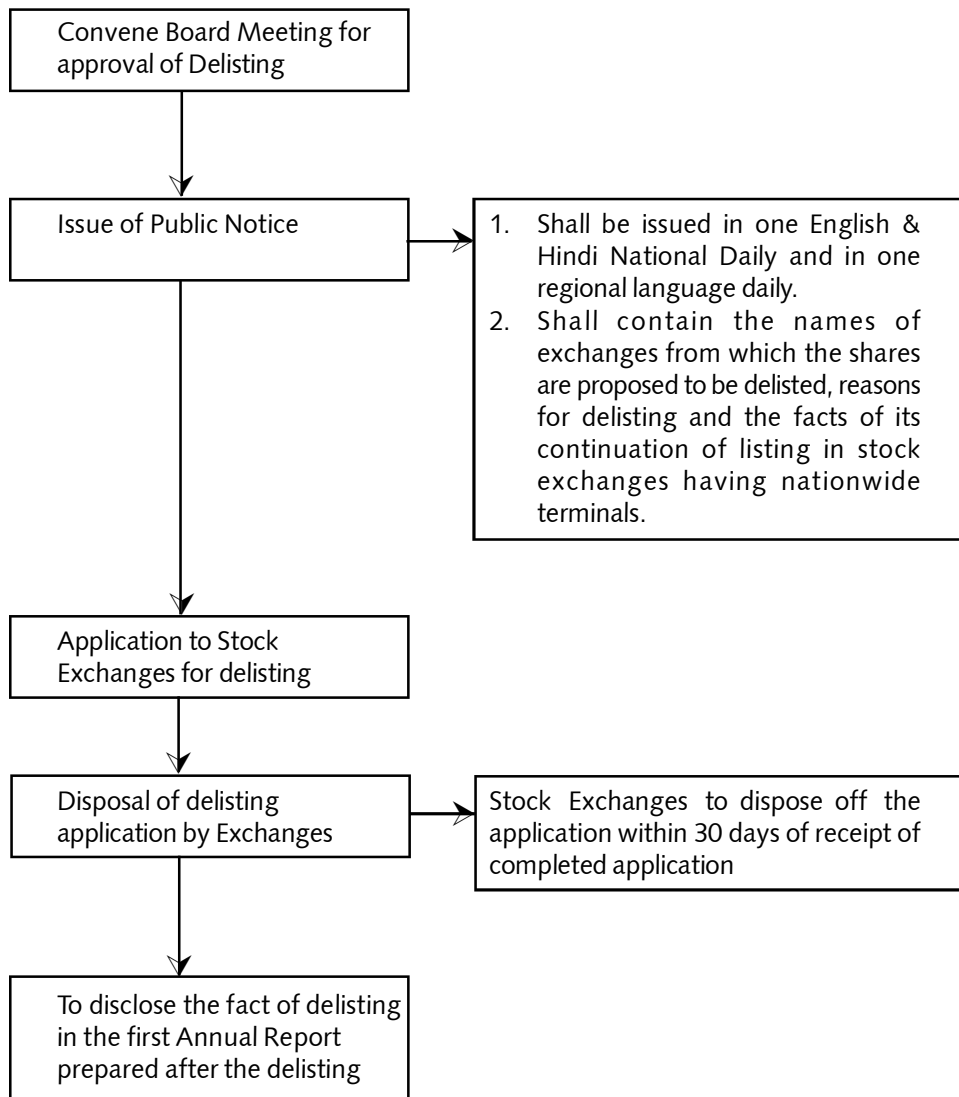 Convene Board Meeting for
approval of Delisting
Issue of Public Notice
1. Shall be issued in one English &
Hindi National Daily and in one
regional language daily.
2. Shall contain the names of
exchanges from which the shares
are proposed to be delisted, reasons
for delisting and the facts of its
continuation of listing in stock
exchanges having nationwide
terminals.
Application to Stock
Exchanges for delisting
Disposal of delisting
application by Exchanges
Stock Exchanges to dispose off the
application within 30 days of receipt of
completed application
To disclose the fact of delisting
in the first Annual Report
prepared after the delisting